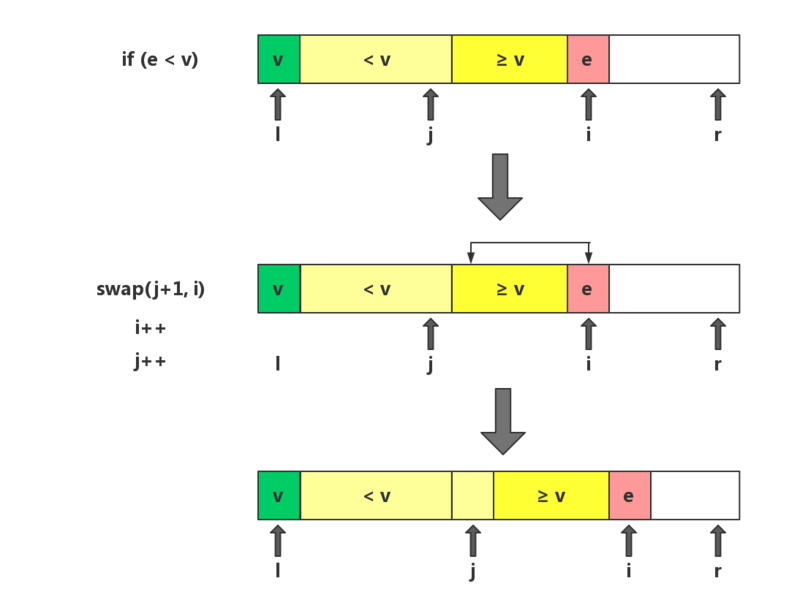 if (e < v)
v < v ≥ v e
l j i r
swap(j+1, i)
v < v ≥ v e
i++
j++
l j i r
v < v ≥ v e
l j i r